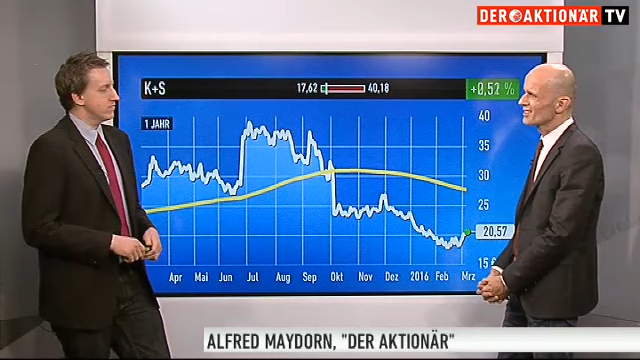 DER AKTIONÄR TV
K+S
17,62 40,18
+0,52 %
1 JAHR
40
35
30
25
20,57
15 €
Apr Mai Jun Jul Aug Sep Okt Nov Dez 2016 Feb Mrz
ALFRED MAYDORN, "DER AKTIONÄR"